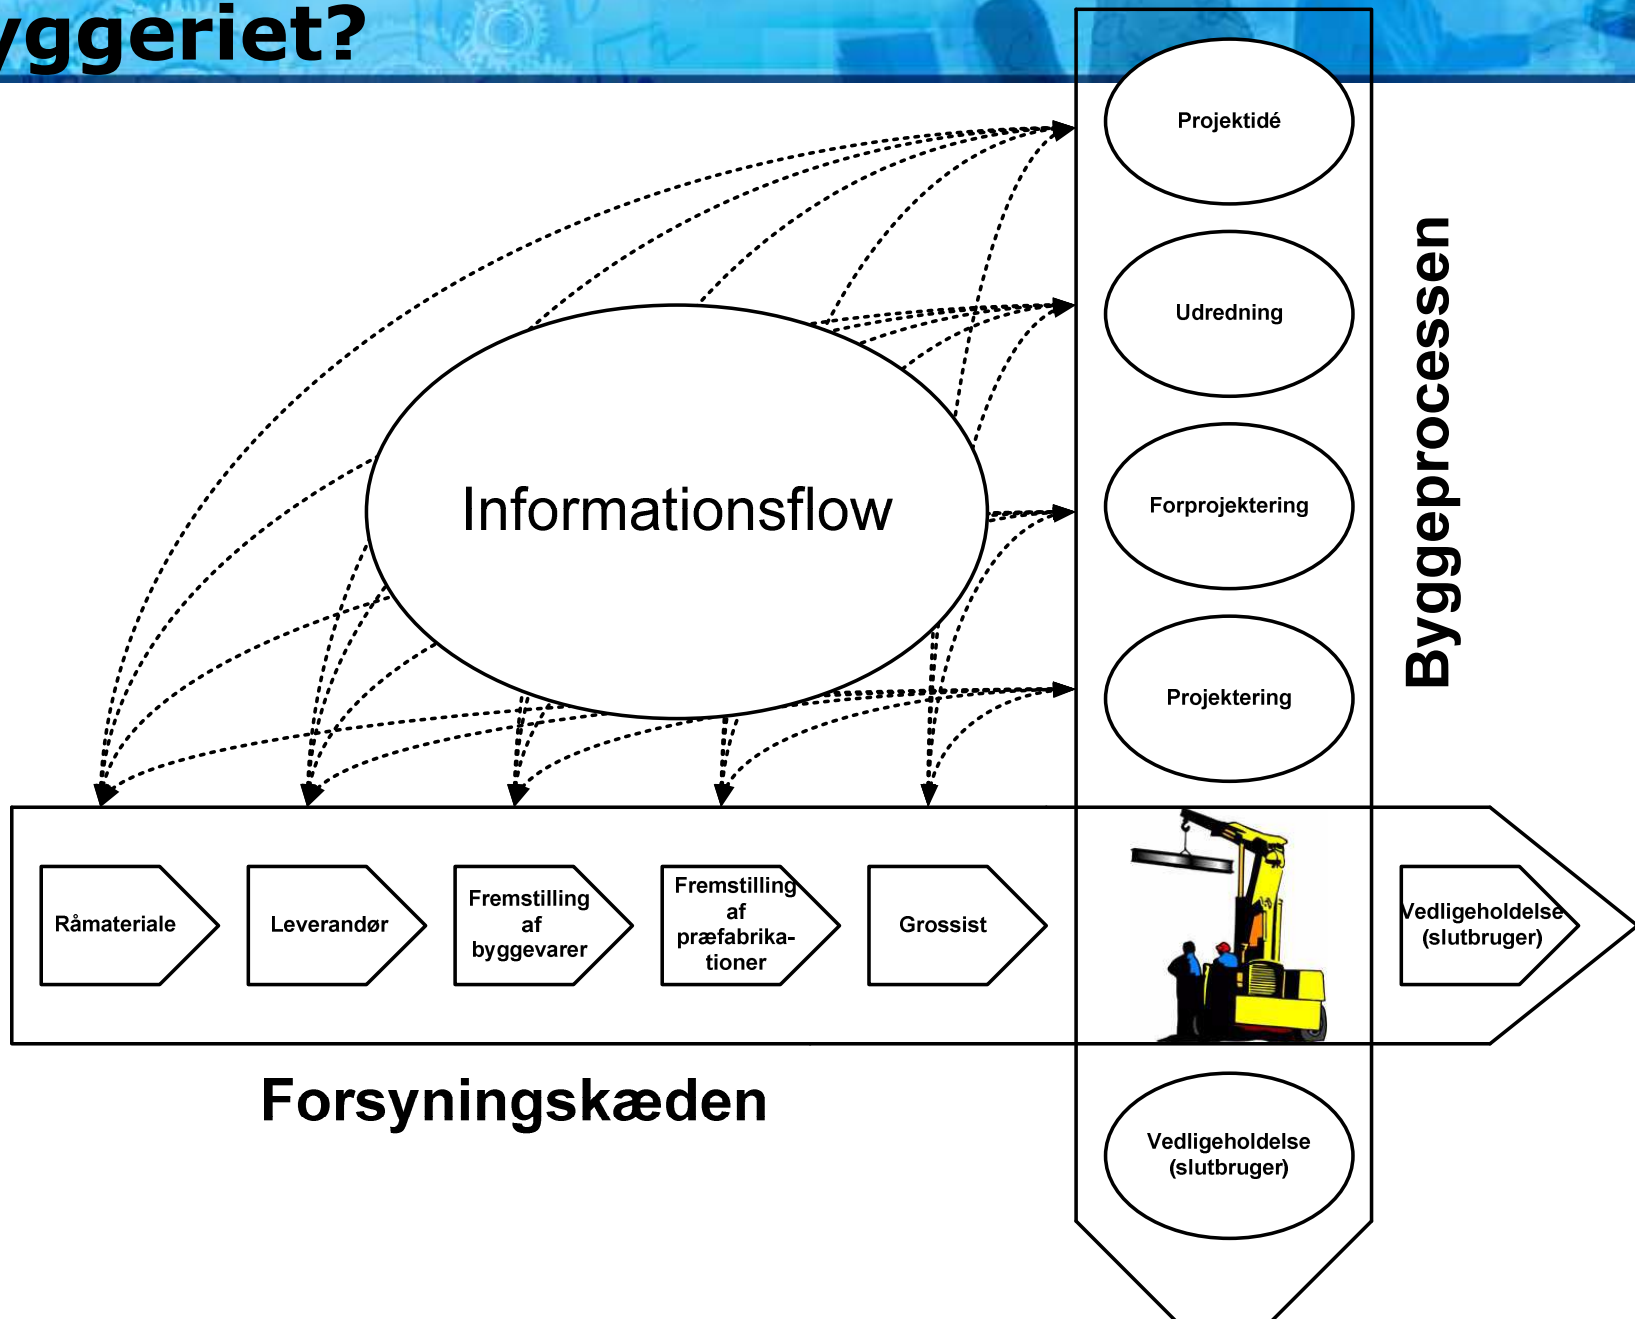 yggeriet?
Projektidé
Udredning
Forprojektering
Projektering
Byggeprocessen
Informationsflow
Råmateriale
Leverandør
Fremstilling
af
byggevarer
Fremstilling
af
præfabrika-
tioner
Grossist
Vedligeholdelse
(slutbruger)
Forsyningskæden
Vedligeholdelse
(slutbruger)